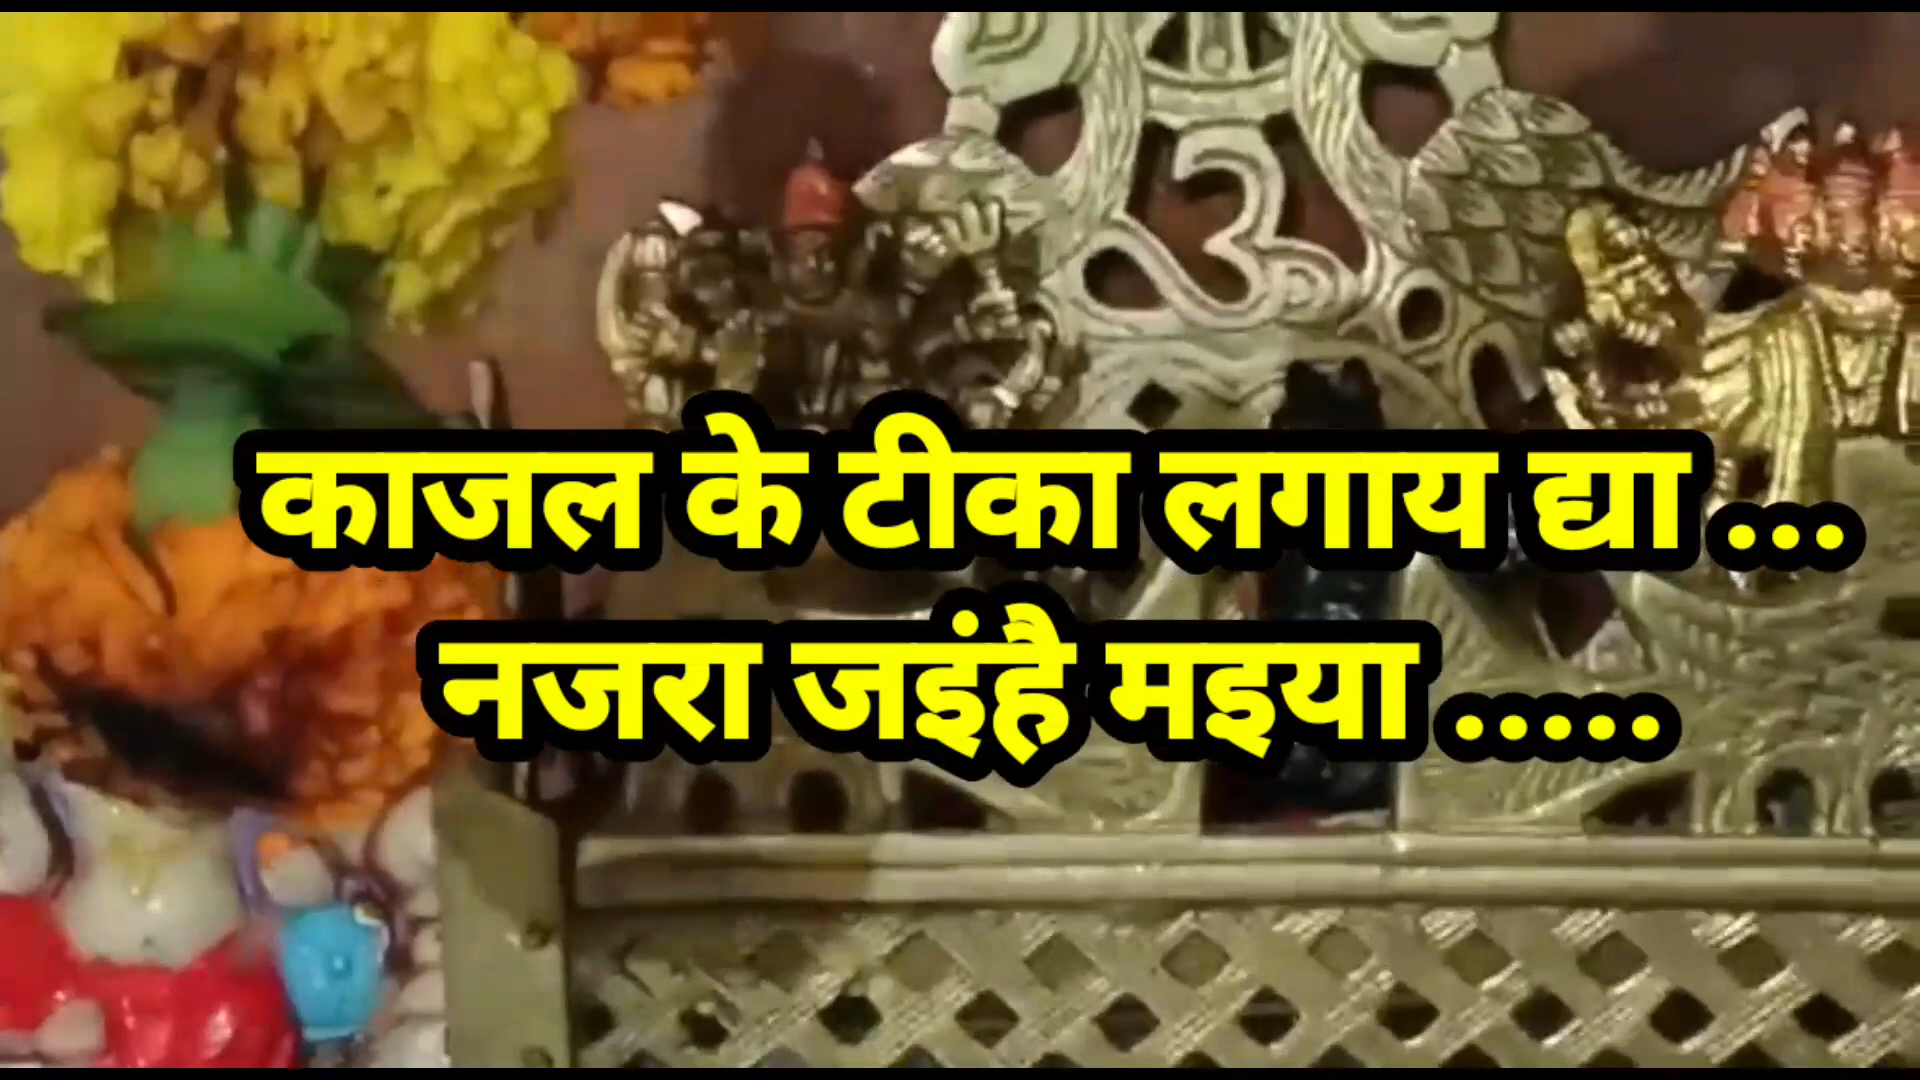 काजल के टीका लगाय द्या ...
नजरा जइंहै मइया .....